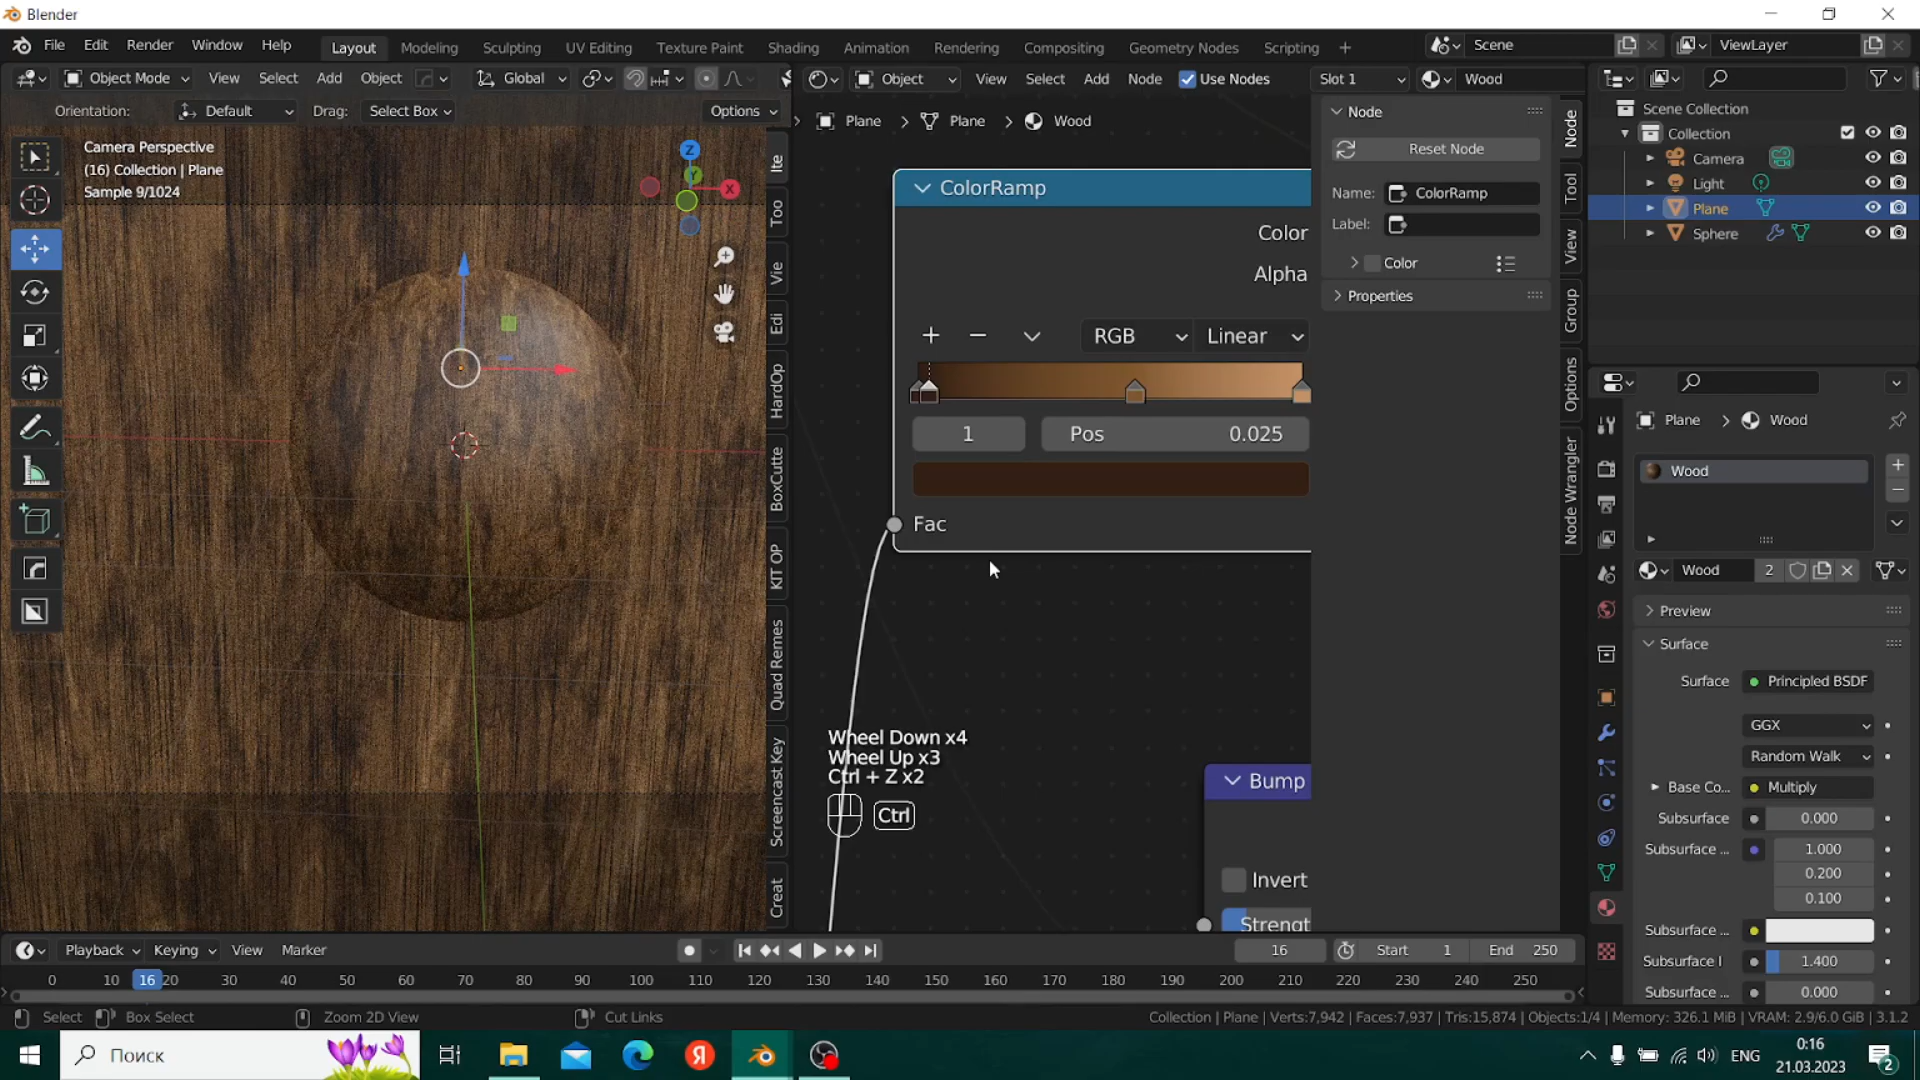 Blender
File Edit Render Window Help
Layout Modeling Sculpting UV Editing Texture Paint Shading Animation Rendering Compositing Geometry Nodes Scripting +
Scene
ViewLayer
Object Mode View Select Add Object Global
Object View Select Add Node Use Nodes Slot 1 Wood
Orientation: Default Drag: Select Box Options
Plane > Plane > Wood
Camera Perspective
(16) Collection | Plane
Sample 9/1024
Z
Y
X
Ite
Too
Vie
Edi
HardOp
BoxCutte
KIT OP
Quad Remes
Screencast Key
Creat
ColorRamp
Color
Alpha
RGB Linear
1 Pos 0.025
Fac
Bump
Invert
Strengt
Wheel Down x4
Wheel Up x3
Ctrl + Z x2
Ctrl
Node
Reset Node
Name: ColorRamp
Label:
Color
Properties
Node
Tool
View
Group
Options
Node Wrangler
Scene Collection
Collection
Camera
Light
Plane
Sphere
Plane > Wood
Wood
Wood 2
Preview
Surface
Surface Principled BSDF
GGX
Random Walk
Base Co... Multiply
Subsurface 0.000
Subsurface ... 1.000
0.200
0.100
Subsurface ...
Subsurface I 1.400
Subsurface ... 0.000
Playback Keying View Marker
16 Start 1 End 250
0 10 16 20 30 40 50 60 70 80 90 100 110 120 130 140 150 160 170 180 190 200 210 220 230 240 250
Select Box Select Zoom 2D View Cut Links
Collection | Plane | Verts:7,942 | Faces:7,937 | Tris:15,874 | Objects:1/4 | Memory: 326.1 MiB | VRAM: 2.9/6.0 GiB | 3.1.2
Поиск
Я
ENG
0:16
21.03.2023
2